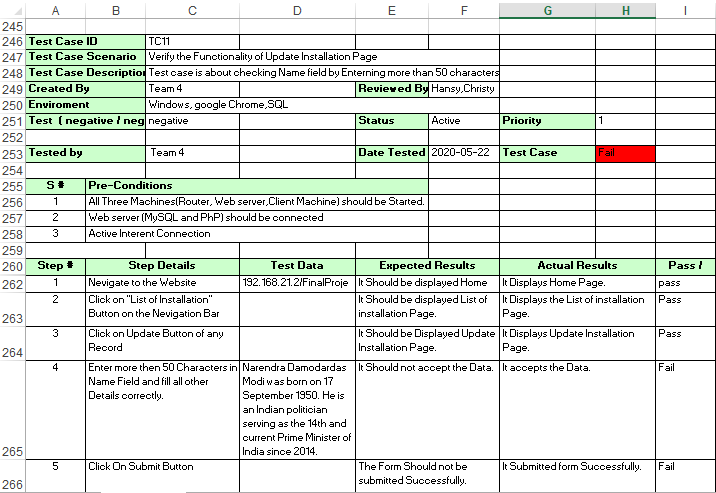 A B C D E F G H I
245
246 Test Case ID TC11
247 Test Case Scenario Verify the Functionality of Update Installation Page
248 Test Case Descriptio Test case is about checking Name field by Enterning more than 50 characters
249 Created By Team 4 Reviewed By Hansy,Christy
250 Enviroment Windows, google Chrome,SQL
251 Test ( negative / neg negative Status Active Priority 1
252
253 Tested by Team 4 Date Tested 2020-05-22 Test Case Fail
254
255 S # Pre-Conditions
256 1 All Three Machines(Router, Web server,Client Machine) should be Started.
257 2 Web server (MySQL and PhP) should be connected
258 3 Active Interent Connection
259
260 Step # Step Details Test Data Expected Results Actual Results Pass /
262 1 Nevigate to the Website 192.168.21.2/FinalProje It Should be displayed Home It Displays Home Page. pass
263 2 Click on "List of Installation" It Should be displayed List of It Displays the List of installation Pass
Button on the Nevigation Bar installation Page. Page.
264 3 Click on Update Button of any It Should be Displayed Update It Displays Update Installation Pass
Record Installation Page. Page.
265 4 Enter more then 50 Characters in Narendra Damodardas It Should not accept the Data. It accepts the Data. Fail
Name Field and fill all other Modi was born on 17
Details correctly. September 1950. He is
an Indian politician
serving as the 14th and
current Prime Minister of
India since 2014.
266 5 Click On Submit Button The Form Should not be It Submitted form Successfully. Fail
submitted Successfully.